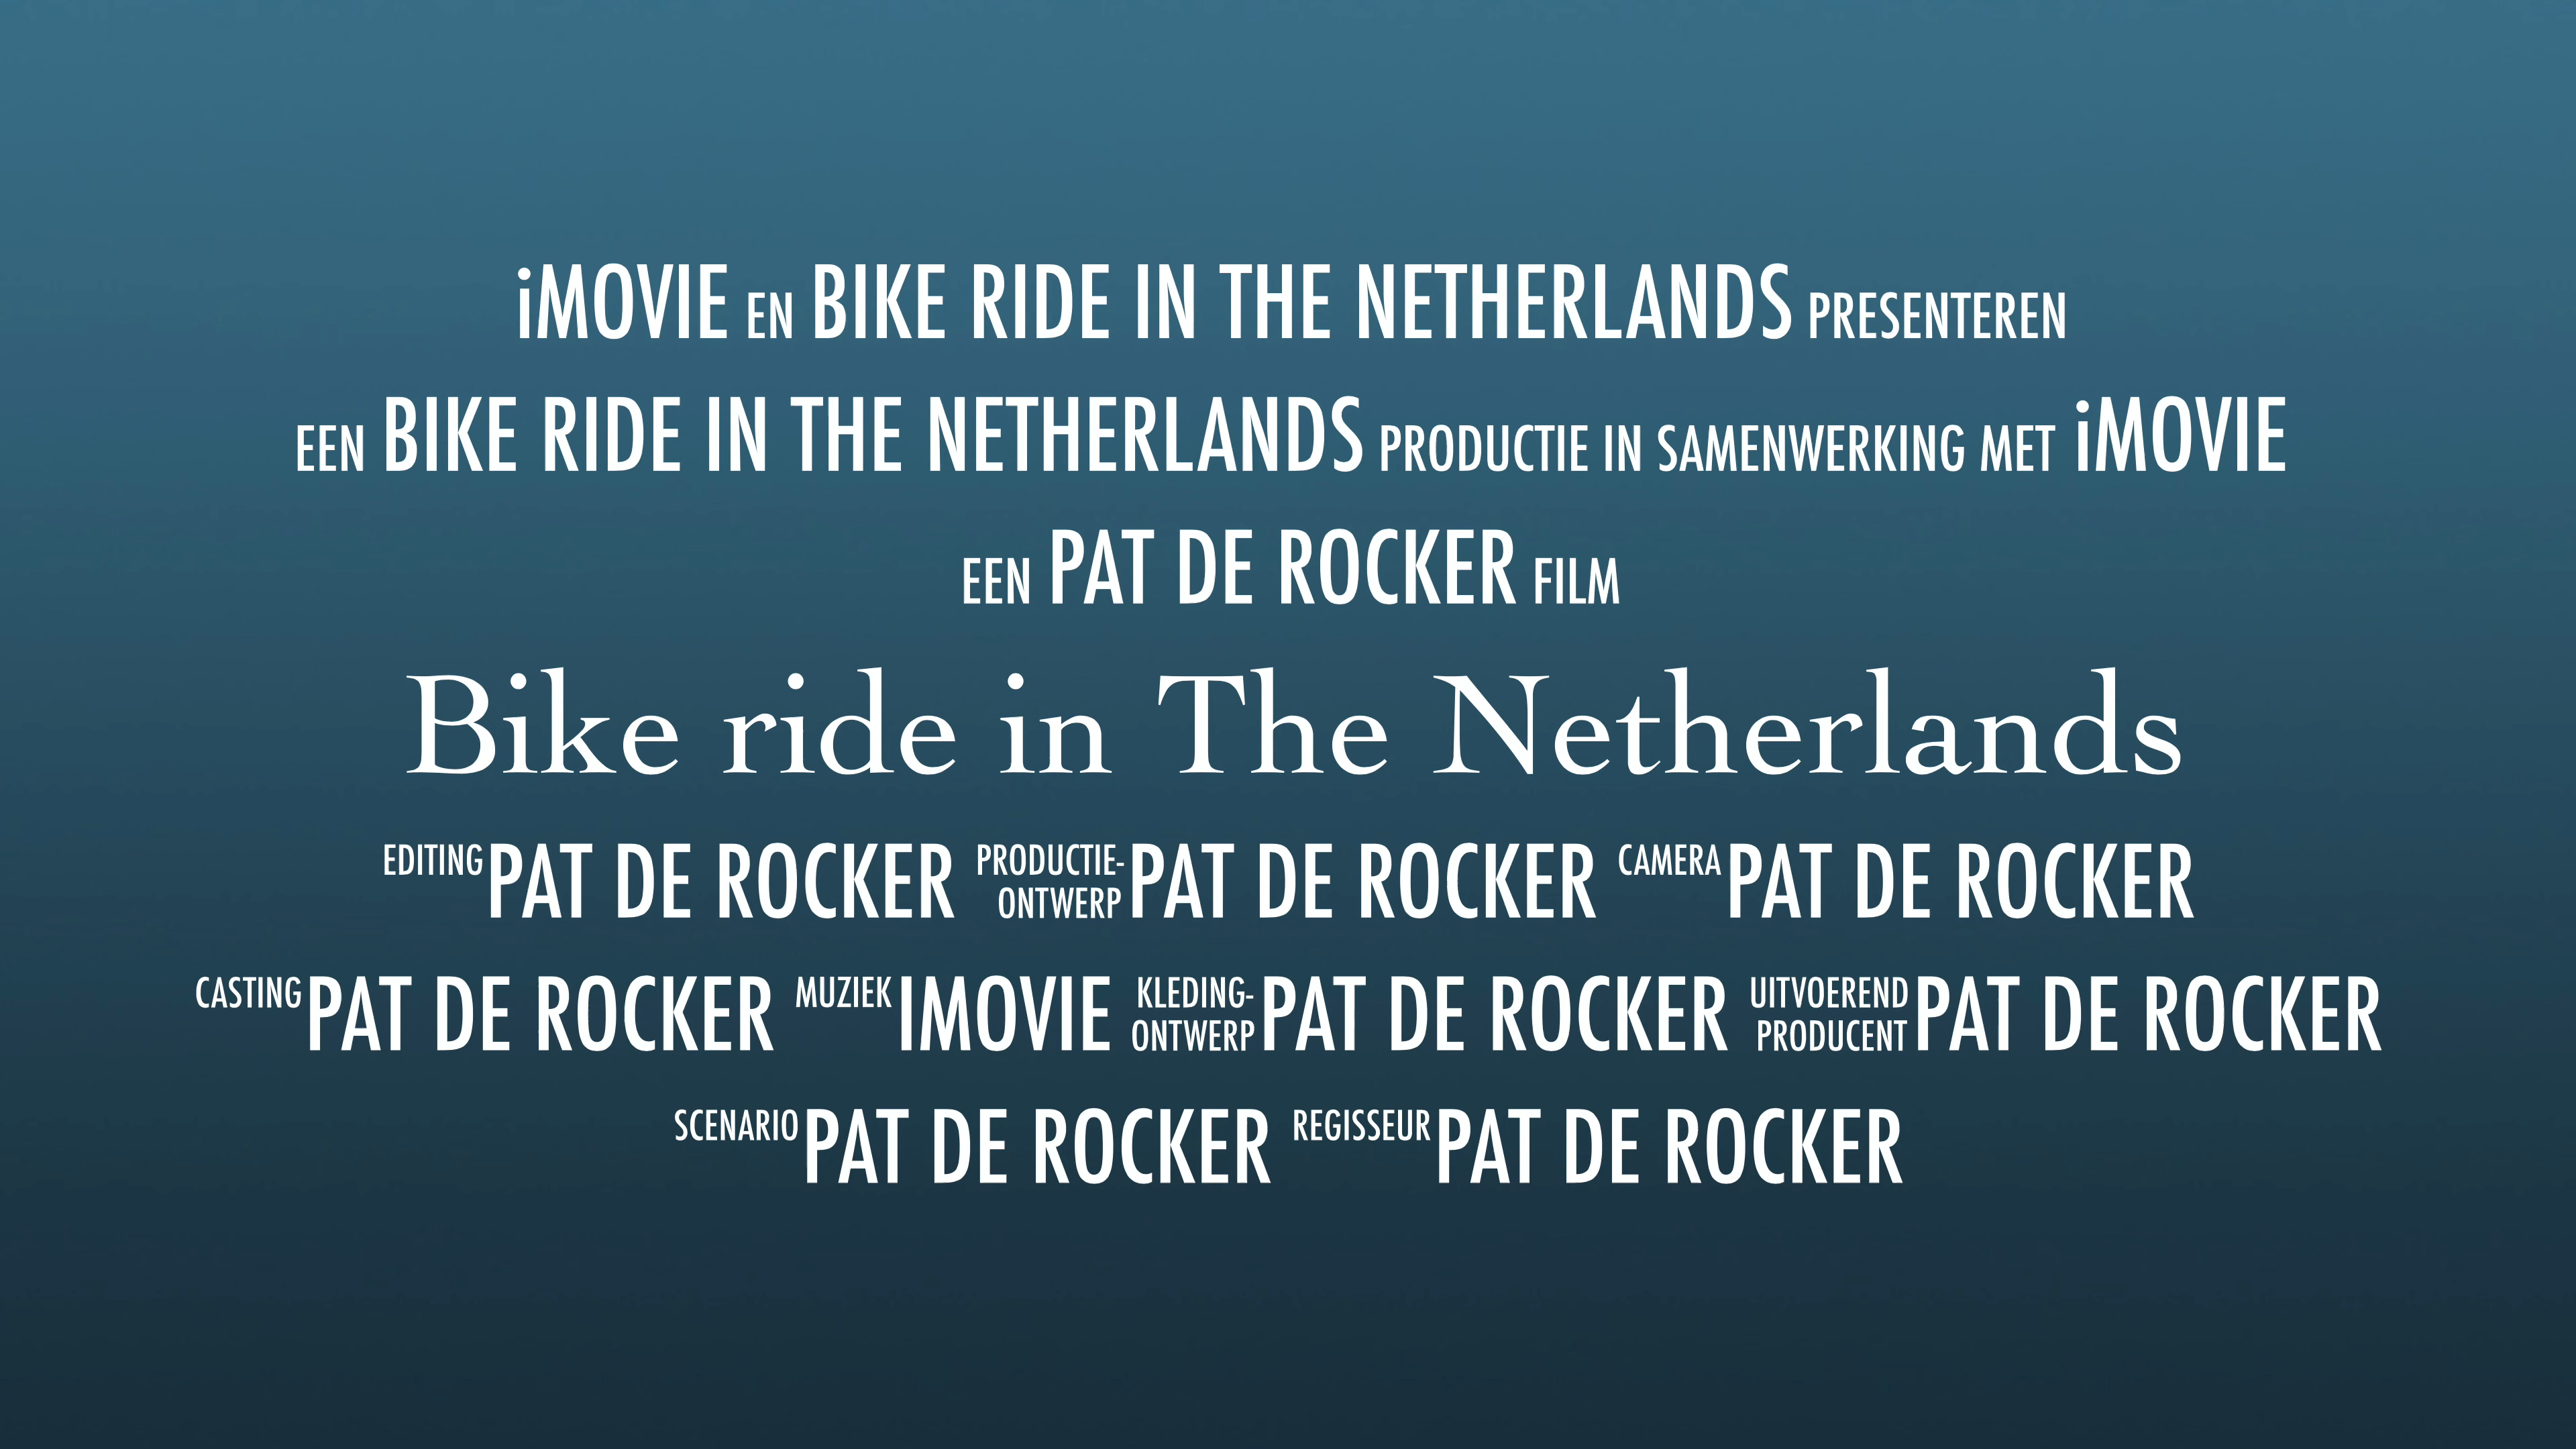 iMOVIE EN BIKE RIDE IN THE NETHERLANDS PRESENTEREN
EEN BIKE RIDE IN THE NETHERLANDS PRODUCTIE IN SAMENWERKING MET iMOVIE
EEN PAT DE ROCKER FILM
Bike ride in The Netherlands
EDITING PAT DE ROCKER PRODUCTIE-ONTWERP PAT DE ROCKER CAMERA PAT DE ROCKER
CASTING PAT DE ROCKER MUZIEK IMOVIE KLEDING-ONTWERP PAT DE ROCKER UITVOEREND PRODUCENT PAT DE ROCKER
SCENARIO PAT DE ROCKER REGISSEUR PAT DE ROCKER